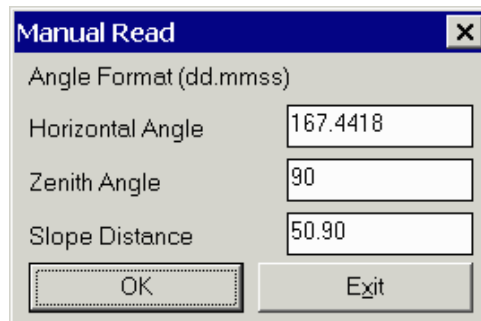 Manual Read
Angle Format (dd.mmss)
Horizontal Angle 167.4418
Zenith Angle 90
Slope Distance 50.90
OK Exit